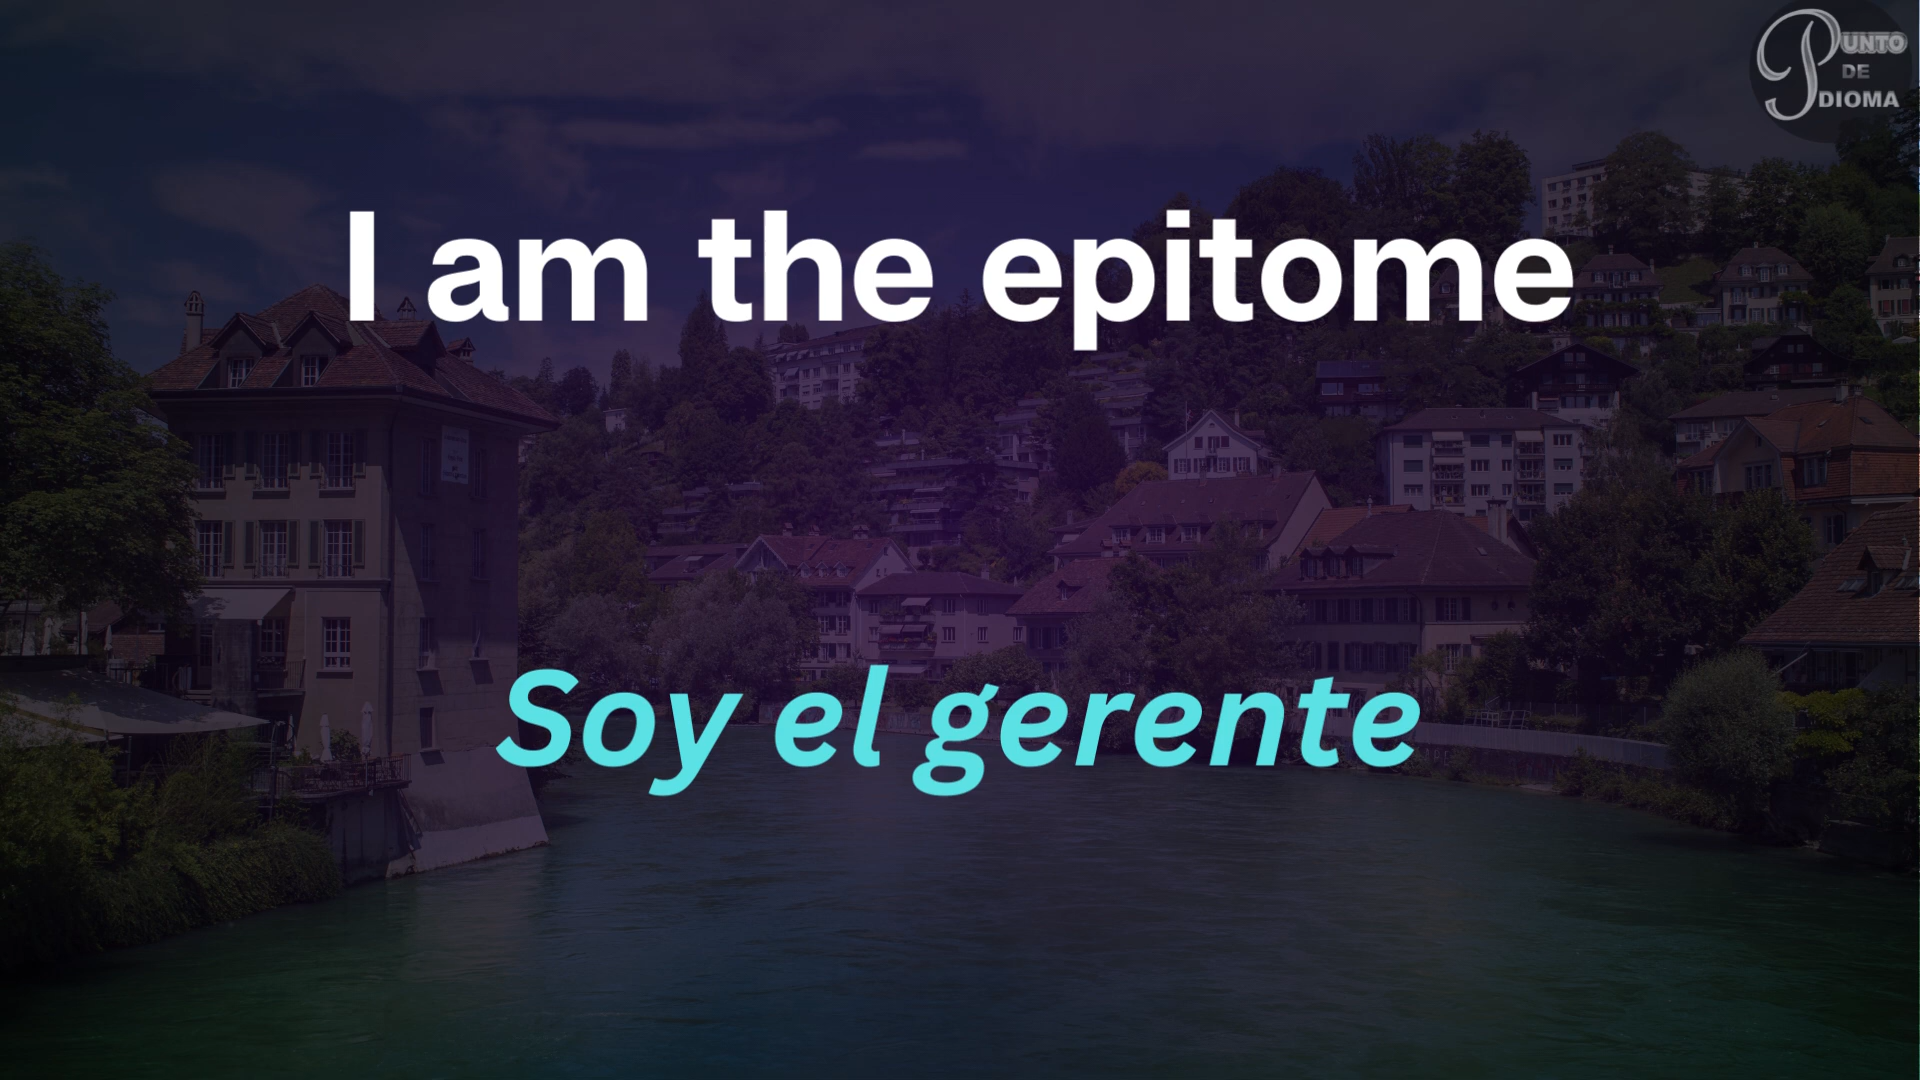 PUNTO
DE
IDIOMA
I am the epitome
Soy el gerente